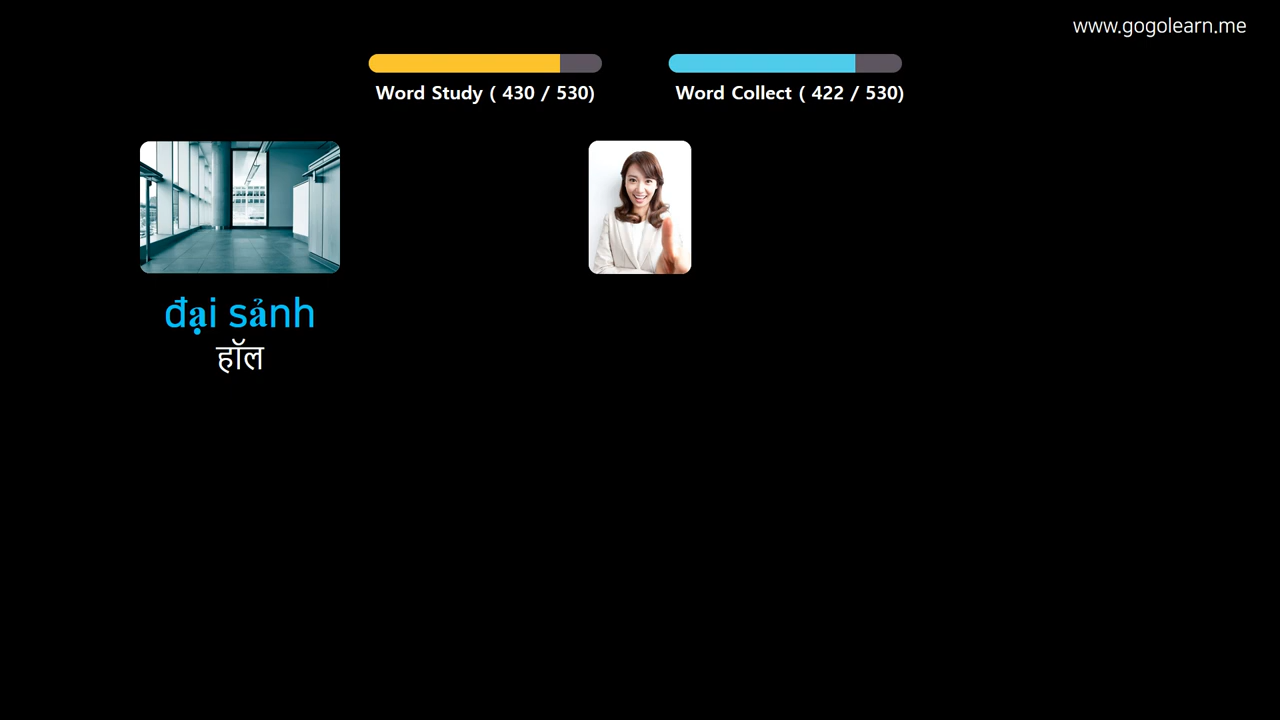 www.gogolearn.me
Word Study ( 430 / 530)
Word Collect ( 422 / 530)
đại sảnh
हॉल